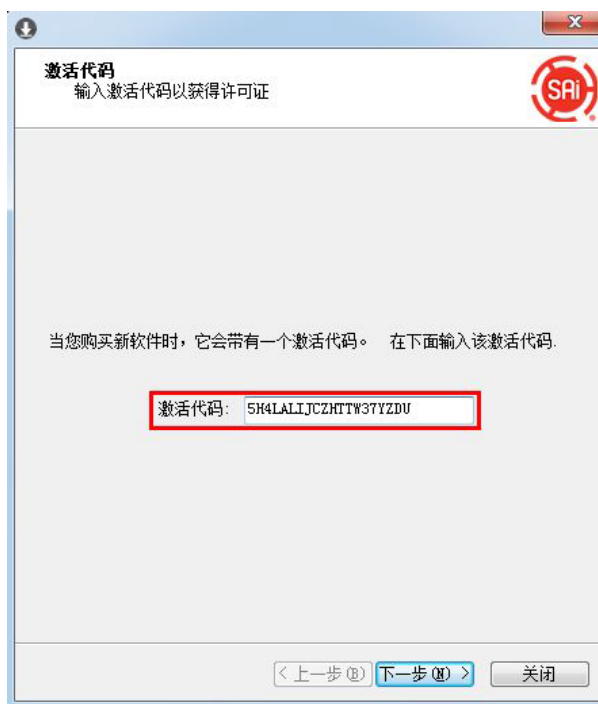 激活代码
输入激活代码以获得许可证
SAi
当您购买新软件时，它会带有一个激活代码。 在下面输入该激活代码.
激活代码: 5H4LALIJCZHTTW37YZDU
< 上一步(B) 下一步(N) > 关闭